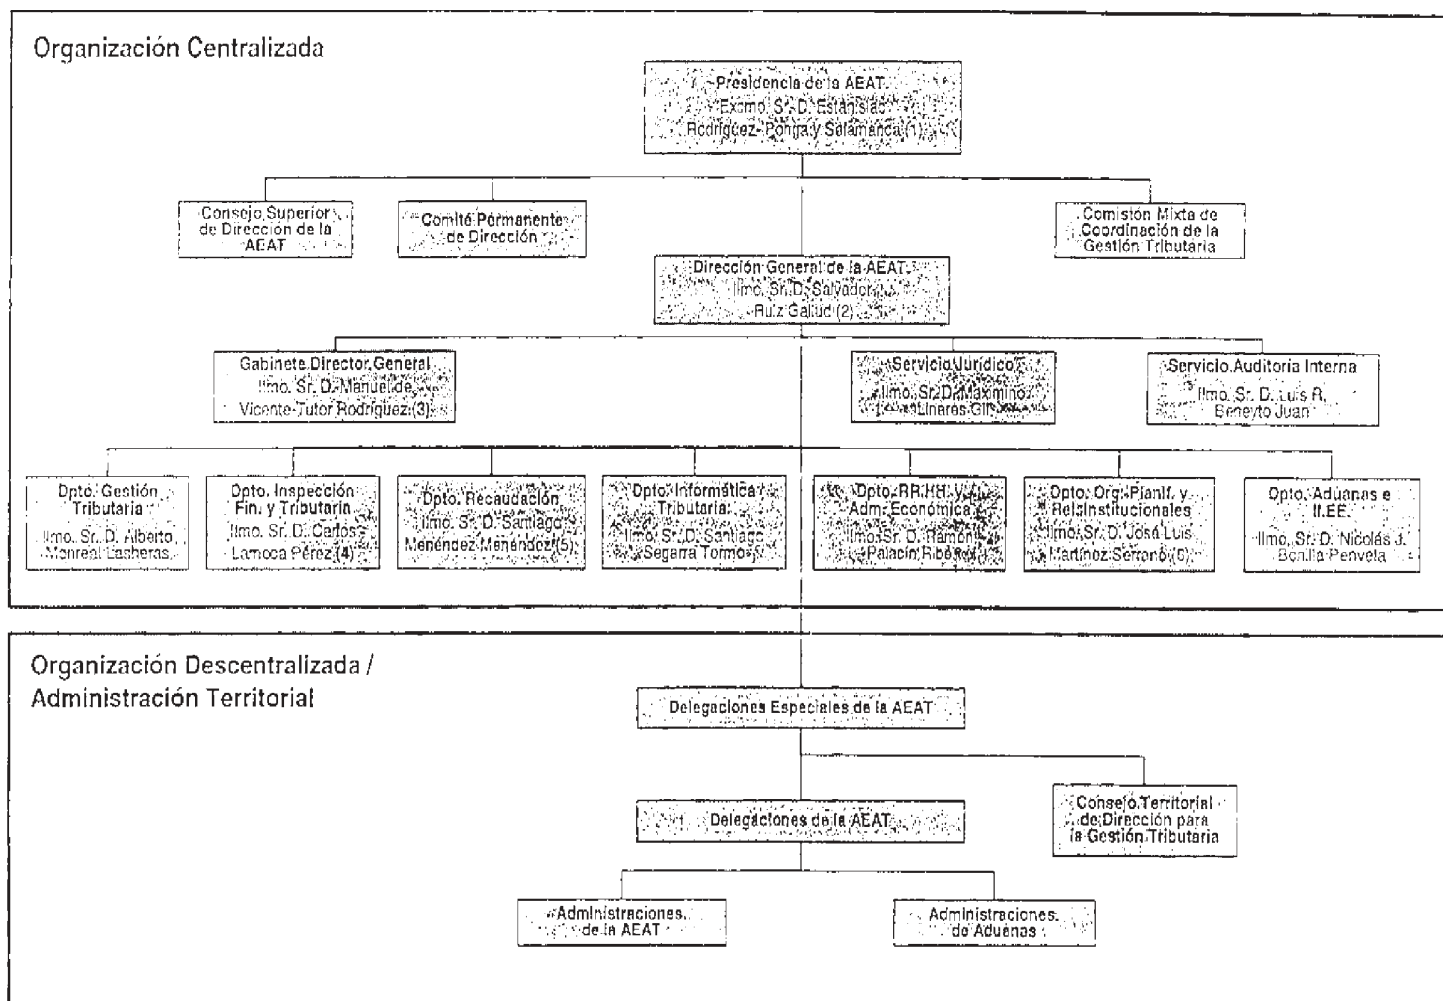 Organización Centralizada
Presidencia de la AEAT
Excmo. Sr. D. Estanislao
Rodríguez-Ponga y Salamanca (1)
Consejo Superior
de Dirección de la
AEAT
Comité Permanente
de Dirección
Comisión Mixta de
Coordinación de la
Gestión Tributaria
Dirección General de la AEAT
Ilmo. Sr. D. Salvador
Ruiz Gallud (2)
Gabinete Director General
Ilmo. Sr. D. Manuel de
Vicente-Tutor Rodríguez (3)
Servicio Jurídico
Ilmo. Sr. D. Maximino
Linares Gil
Servicio Auditoría Interna
Ilmo. Sr. D. Luis R.
Beneyto Juan
Dpto. Gestión
Tributaria
Ilmo. Sr. D. Alberto
Monreal Lasheras
Dpto. Inspección
Fin. y Tributaria
Ilmo. Sr. D. Carlos
Lamoca Pérez (4)
Dpto. Recaudación
Ilmo. Sr. D. Santiago
Menéndez Menéndez (5)
Dpto. Informática
Tributaria
Ilmo. Sr. D. Santiago
Segarra Tormo
Dpto. RR.HH. y
Adm. Económica
Ilmo. Sr. D. Ramón
Palacín Ribé
Dpto. Org. Planif. y
Rel. Institucionales
Ilmo. Sr. D. José Luis
Martínez Serrano (6)
Dpto. Aduanas e
II.EE.
Ilmo. Sr. D. Nicolás J.
Bonilla Penvela
Organización Descentralizada /
Administración Territorial
Delegaciones Especiales de la AEAT
Delegaciones de la AEAT
Consejo Territorial
de Dirección para
la Gestión Tributaria
Administraciones
de la AEAT
Administraciones
de Aduanas